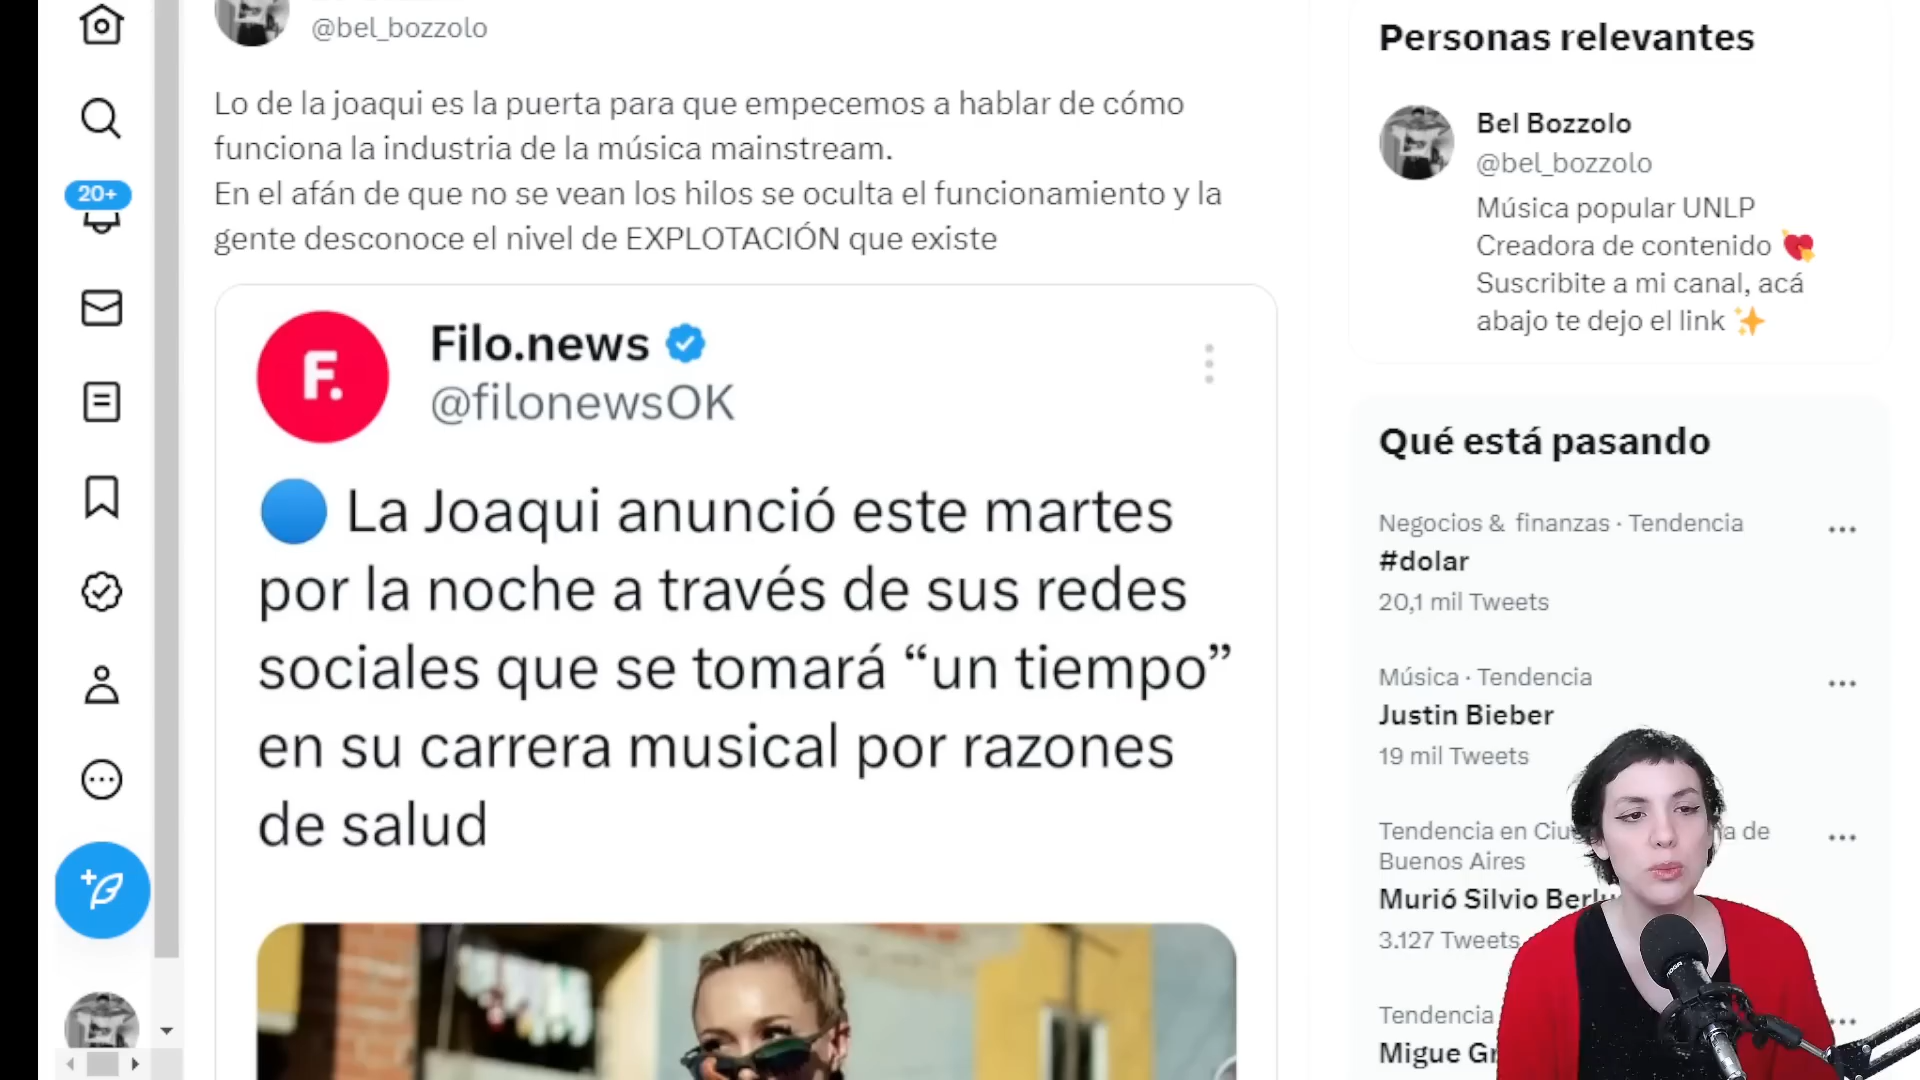 @bel_bozzolo
Lo de la joaqui es la puerta para que empecemos a hablar de cómo
funciona la industria de la música mainstream.
En el afán de que no se vean los hilos se oculta el funcionamiento y la
gente desconoce el nivel de EXPLOTACIÓN que existe
F. Filo.news
@filonewsOK
La Joaqui anunció este martes
por la noche a través de sus redes
sociales que se tomará “un tiempo”
en su carrera musical por razones
de salud
20+
Personas relevantes
Bel Bozzolo
@bel_bozzolo
Música popular UNLP
Creadora de contenido 💘
Suscribite a mi canal, acá
abajo te dejo el link ✨
Qué está pasando
Negocios & finanzas · Tendencia
#dolar
20,1 mil Tweets
Música · Tendencia
Justin Bieber
19 mil Tweets
Tendencia en de
Buenos Aires
Murió Silvio
3.127 Tweets
Tendencia
Migue